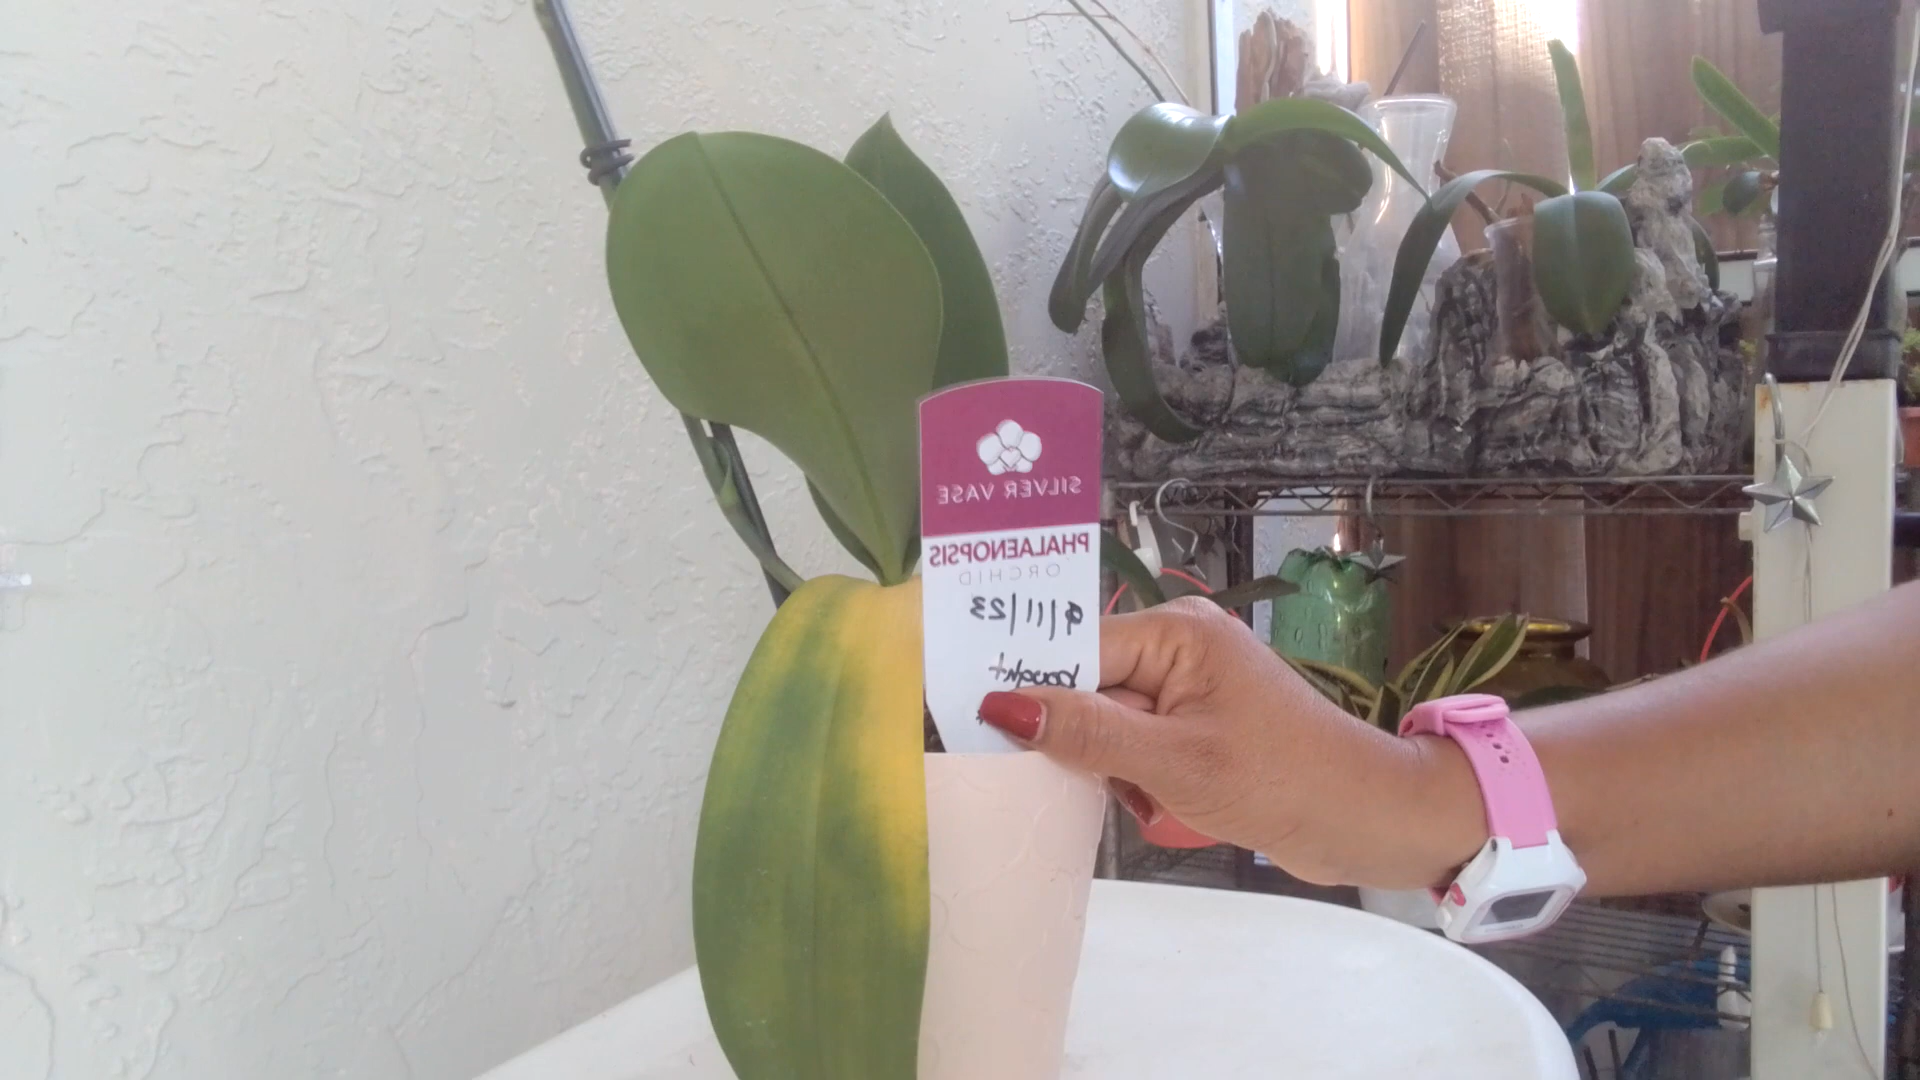 SILVER VASE
PHALAENOPSIS
ORCHID
9/11/23
bought